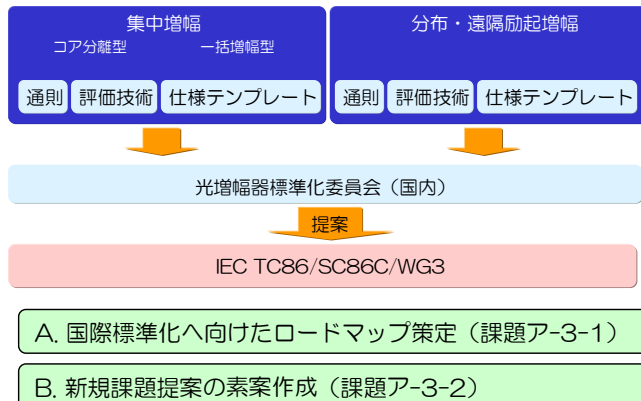 集中増幅
コア分離型 一括増幅型
通則 評価技術 仕様テンプレート
分布・遠隔励起増幅
通則 評価技術 仕様テンプレート
光増幅器標準化委員会（国内）
提案
IEC TC86/SC86C/WG3
A. 国際標準化へ向けたロードマップ策定（課題ア-3-1）
B. 新規課題提案の素案作成（課題ア-3-2）